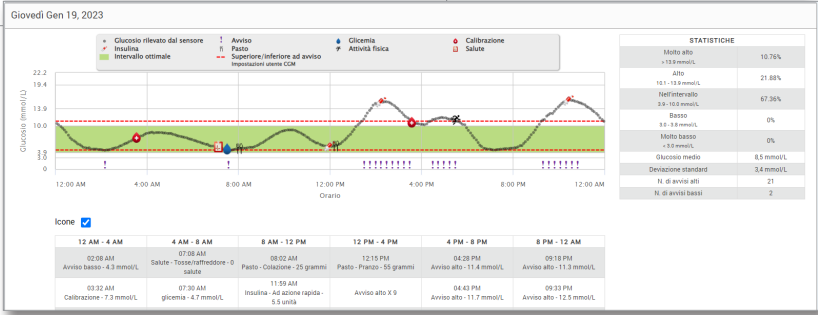 Giovedì Gen 19, 2023
Glucosio rilevato dal sensore
Avviso
Glicemia
Calibrazione
Insulina
Pasto
Attività fisica
Salute
Intervallo ottimale
Superiore/inferiore ad avviso
Impostazioni utente CGM
Glucosio (mmol/L)
22.2
19.4
13.9
10.0
3.9
3.0
0
12:00 AM
4:00 AM
8:00 AM
12:00 PM
4:00 PM
8:00 PM
12:00 AM
Orario
STATISTICHE
Molto alto
> 13.9 mmol/L
10.76%
Alto
10.1 - 13.9 mmol/L
21.88%
Nell'intervallo
3.9 - 10.0 mmol/L
67.36%
Basso
3.0 - 3.8 mmol/L
0%
Molto basso
< 3.0 mmol/L
0%
Glucosio medio
8,5 mmol/L
Deviazione standard
3,4 mmol/L
N. di avvisi alti
21
N. di avvisi bassi
2
Icone
12 AM - 4 AM
4 AM - 8 AM
8 AM - 12 PM
12 PM - 4 PM
4 PM - 8 PM
8 PM - 12 AM
02:08 AM
Avviso basso - 4.3 mmol/L
07:08 AM
Salute - Tosse/raffreddore - 0
salute
08:02 AM
Pasto - Colazione - 25 grammi
12:15 PM
Pasto - Pranzo - 55 grammi
04:28 PM
Avviso alto - 11.4 mmol/L
09:18 PM
Avviso alto - 11.3 mmol/L
03:32 AM
Calibrazione - 7.3 mmol/L
07:30 AM
glicemia - 4.7 mmol/L
11:59 AM
Insulina - Ad azione rapida -
5.5 unità
Avviso alto X 9
04:43 PM
Avviso alto - 11.7 mmol/L
09:33 PM
Avviso alto - 12.5 mmol/L